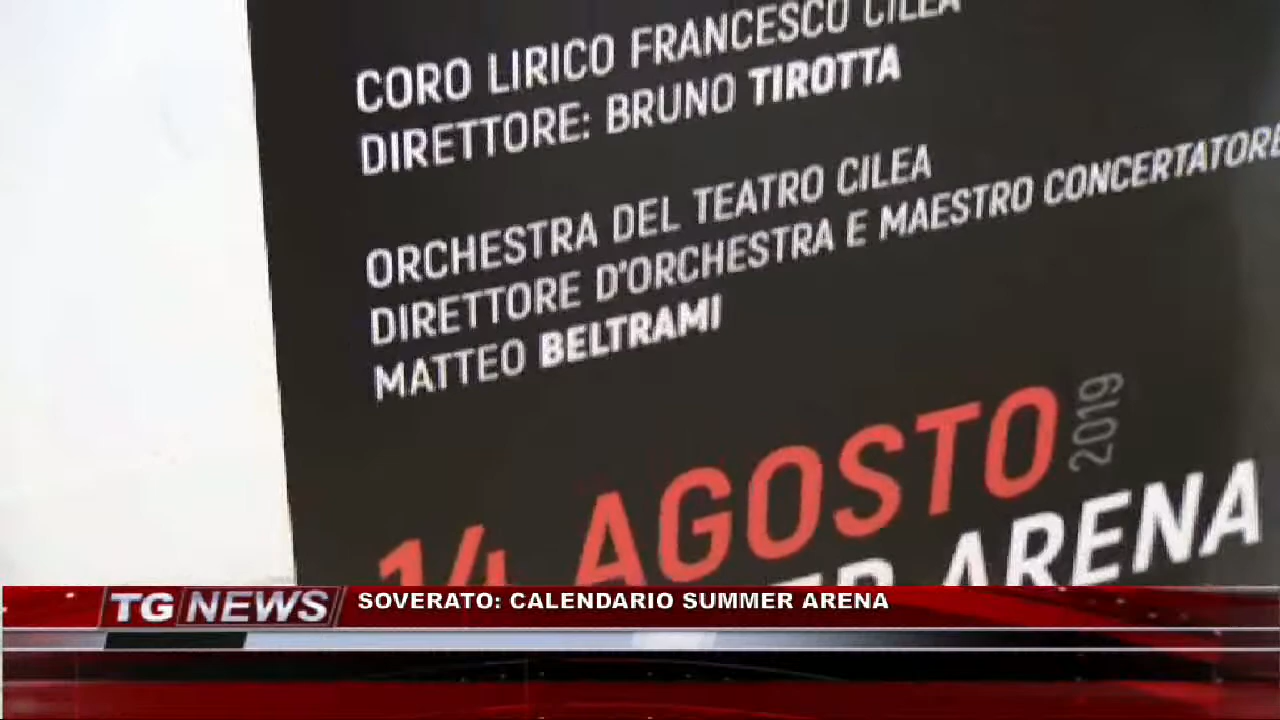 CORO LIRICO FRANCESCO CILEA
DIRETTORE: BRUNO TIROTTA
ORCHESTRA DEL TEATRO CILEA
DIRETTORE D'ORCHESTRA E MAESTRO CONCERTATORE
MATTEO BELTRAMI
14 AGOSTO 2019
ARENA
TG NEWS SOVERATO: CALENDARIO SUMMER ARENA